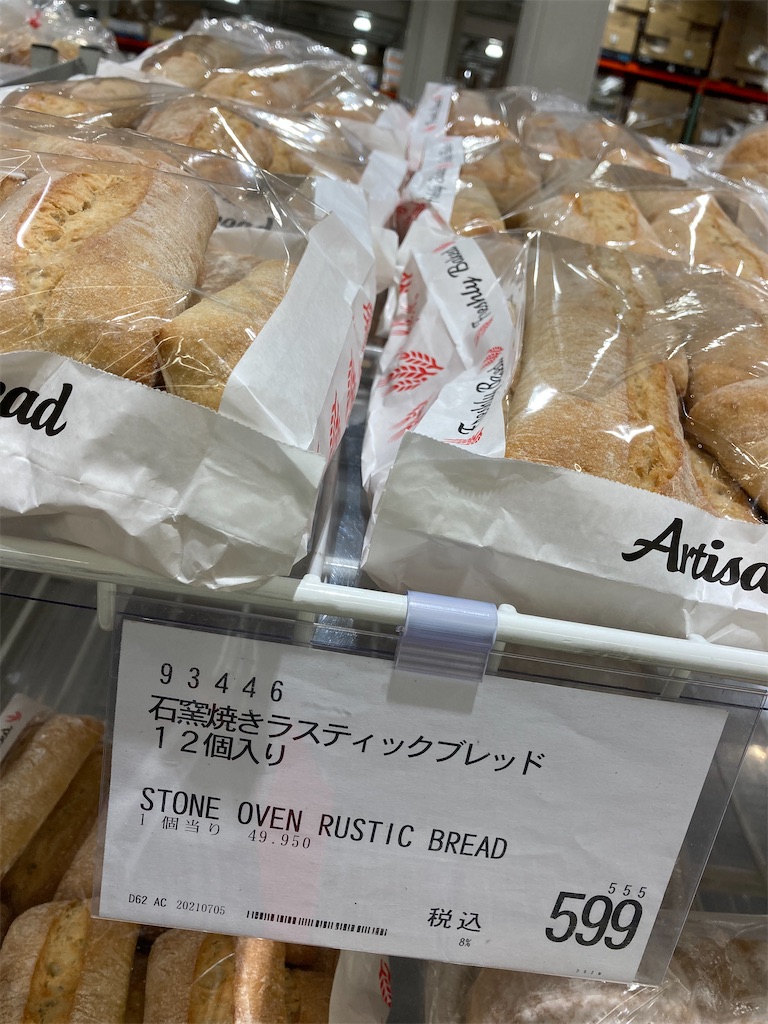 ead
Freshly
Artisa
93446
石窯焼きラスティックブレッド
12個入り
STONE OVEN RUSTIC BREAD
1個当り 49.950
555
599
税込
8%
D62 AC 20210705